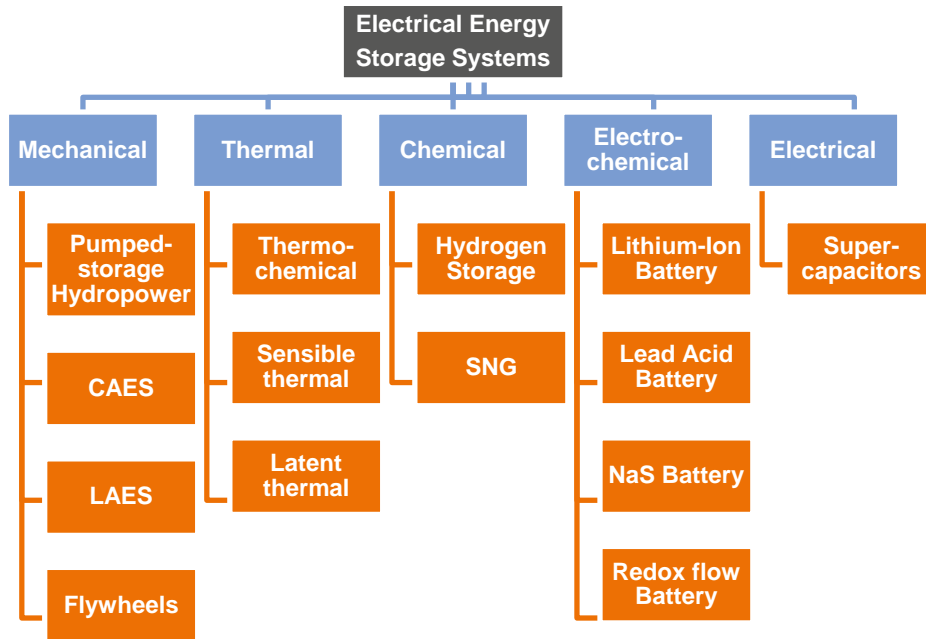 Electrical Energy
Storage Systems
Mechanical
Thermal
Chemical
Electro-
chemical
Electrical
Pumped-
storage
Hydropower
CAES
LAES
Flywheels
Thermo-
chemical
Sensible
thermal
Latent
thermal
Hydrogen
Storage
SNG
Lithium-Ion
Battery
Lead Acid
Battery
NaS Battery
Redox flow
Battery
Super-
capacitors